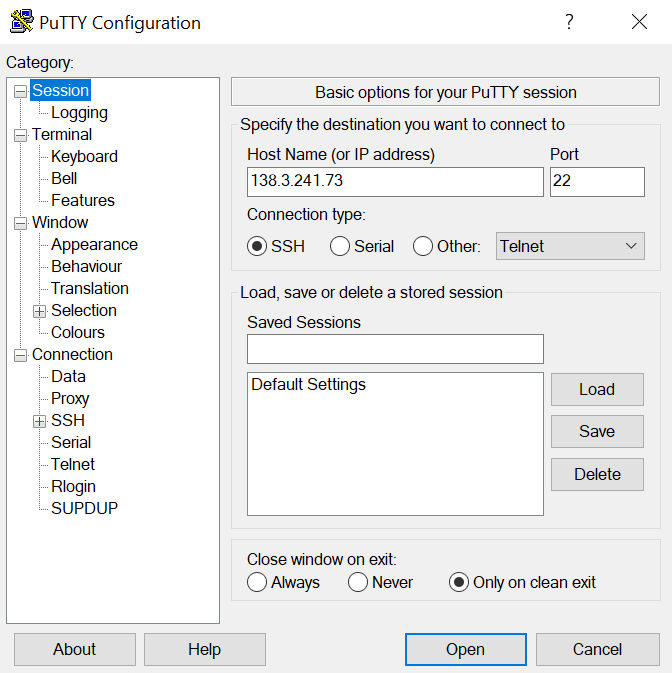 PuTTY Configuration
?
Category:
Session
Logging
Terminal
Keyboard
Bell
Features
Window
Appearance
Behaviour
Translation
Selection
Colours
Connection
Data
Proxy
SSH
Serial
Telnet
Rlogin
SUPDUP
Basic options for your PuTTY session
Specify the destination you want to connect to
Host Name (or IP address) Port
138.3.241.73 22
Connection type:
SSH Serial Other: Telnet
Load, save or delete a stored session
Saved Sessions
Default Settings
Load
Save
Delete
Close window on exit:
Always Never Only on clean exit
About Help Open Cancel